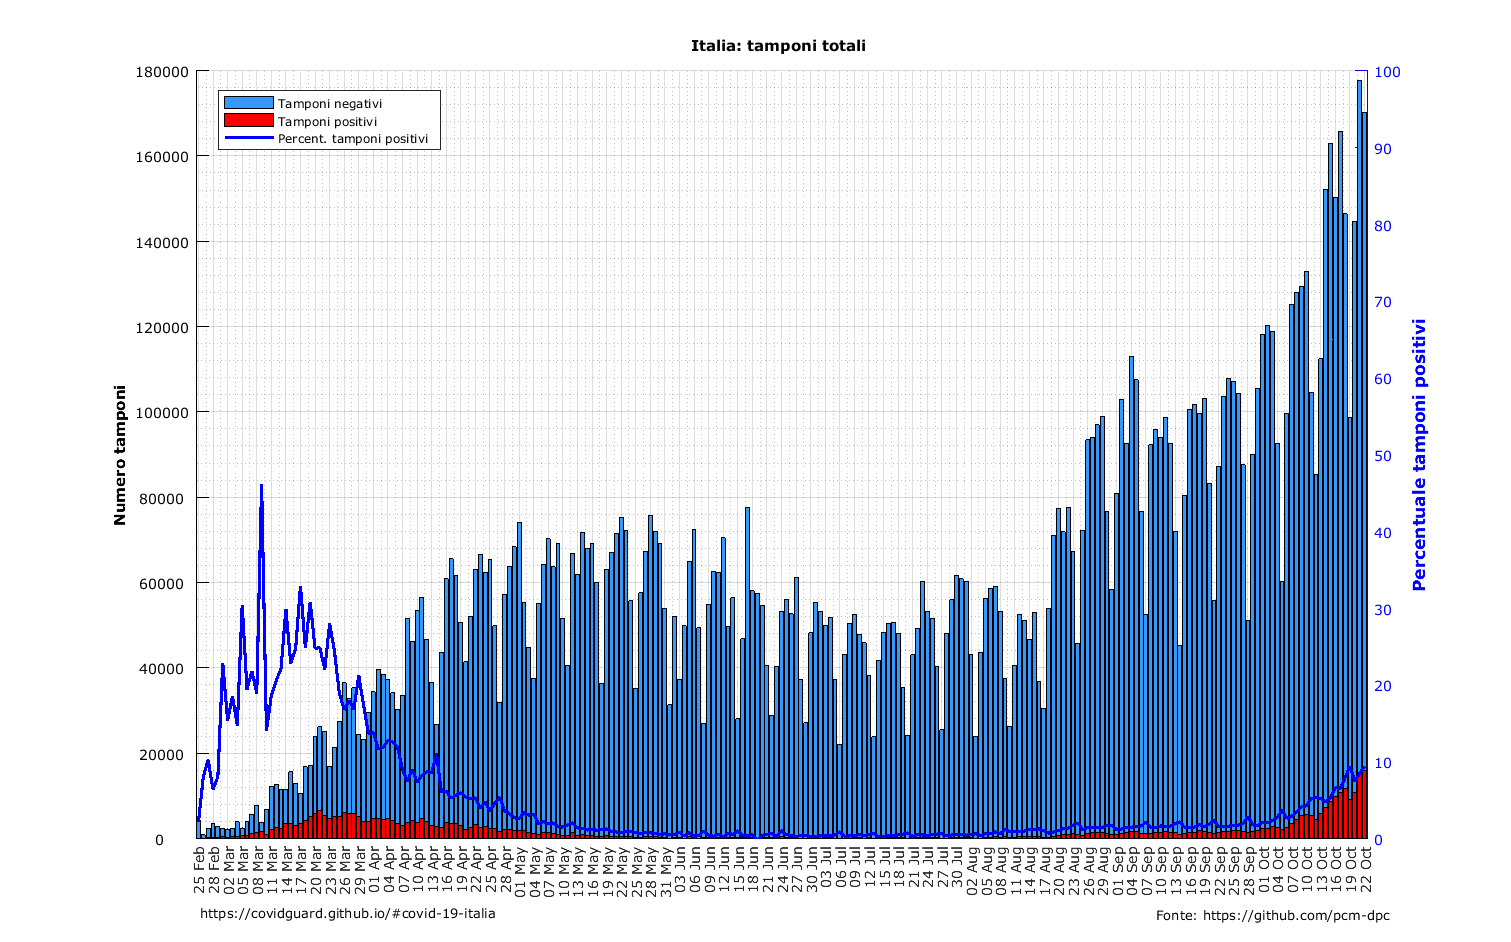 Italia: tamponi totali
180000
160000
140000
120000
100000
80000
60000
40000
20000
0
Numero tamponi
Tamponi negativi
Tamponi positivi
Percent. tamponi positivi
100
90
80
70
60
50
40
30
20
10
0
Percentuale tamponi positivi
25 Feb
28 Feb
02 Mar
05 Mar
08 Mar
11 Mar
14 Mar
17 Mar
20 Mar
23 Mar
26 Mar
29 Mar
01 Apr
04 Apr
07 Apr
10 Apr
13 Apr
16 Apr
19 Apr
22 Apr
25 Apr
28 Apr
01 May
04 May
07 May
10 May
13 May
16 May
19 May
22 May
25 May
28 May
31 May
03 Jun
06 Jun
09 Jun
12 Jun
15 Jun
18 Jun
21 Jun
24 Jun
27 Jun
30 Jun
03 Jul
06 Jul
09 Jul
12 Jul
15 Jul
18 Jul
21 Jul
24 Jul
27 Jul
30 Jul
02 Aug
05 Aug
08 Aug
11 Aug
14 Aug
17 Aug
20 Aug
23 Aug
26 Aug
29 Aug
01 Sep
04 Sep
07 Sep
10 Sep
13 Sep
16 Sep
19 Sep
22 Sep
25 Sep
28 Sep
01 Oct
04 Oct
07 Oct
10 Oct
13 Oct
16 Oct
19 Oct
22 Oct
https://covidguard.github.io/#covid-19-italia
Fonte: https://github.com/pcm-dpc